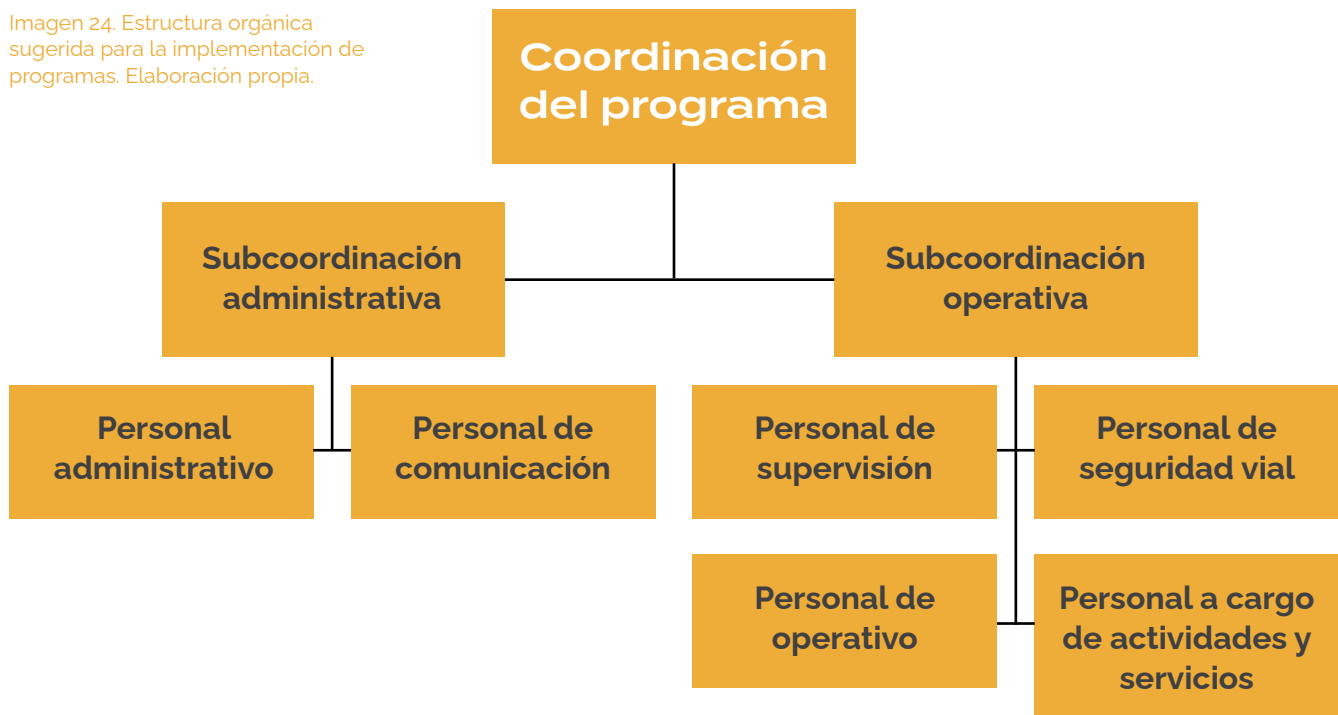 Imagen 24. Estructura orgánica
sugerida para la implementación de
programas. Elaboración propia.
Coordinación
del programa
Subcoordinación
administrativa
Subcoordinación
operativa
Personal
administrativo
Personal de
comunicación
Personal de
supervisión
Personal de
seguridad vial
Personal de
operativo
Personal a cargo
de actividades y
servicios